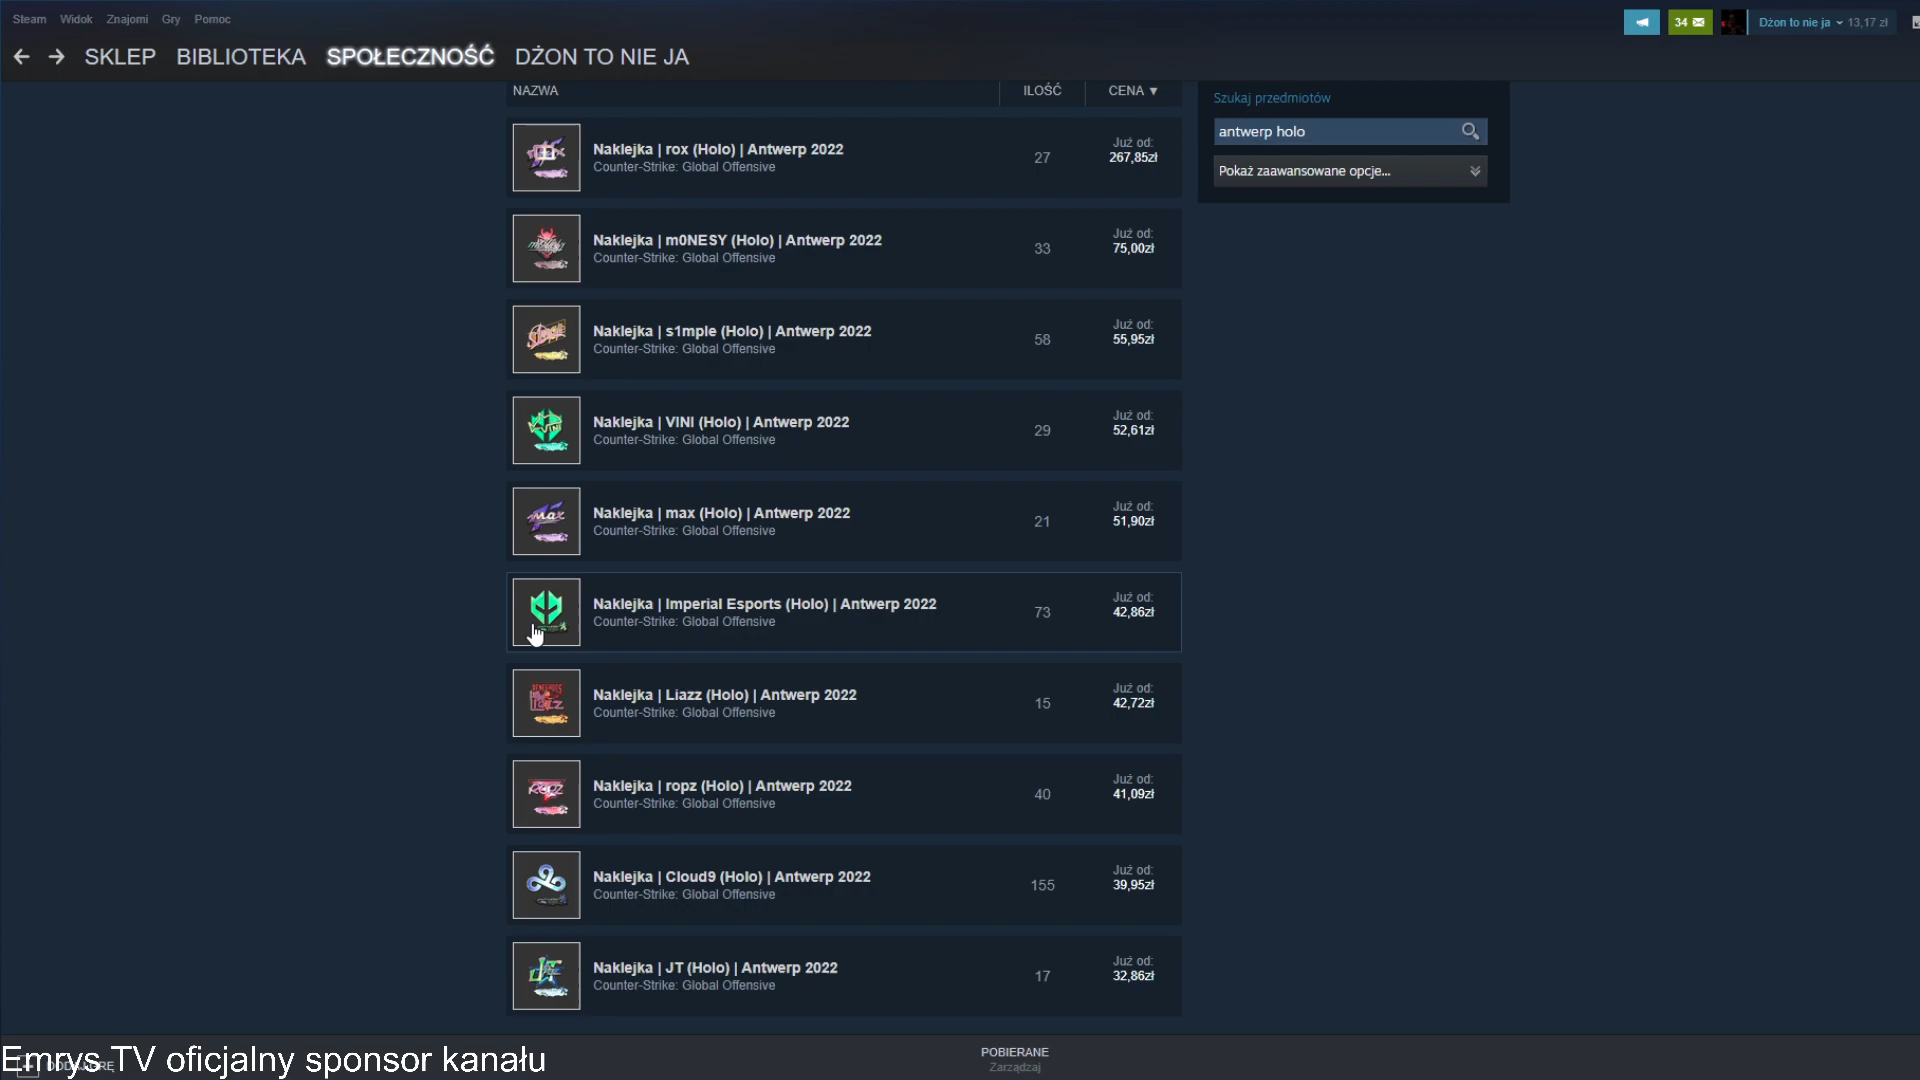 Steam Widok Znajomi Gry Pomoc
34
Dżon to nie ja 13,17 zł
SKLEP BIBLIOTEKA SPOŁECZNOŚĆ DŻON TO NIE JA
NAZWA ILOŚĆ CENA ▼
Szukaj przedmiotów
antwerp holo
Pokaż zaawansowane opcje...
Naklejka | rox (Holo) | Antwerp 2022
Counter-Strike: Global Offensive
27
Już od:
267,85zł
Naklejka | m0NESY (Holo) | Antwerp 2022
Counter-Strike: Global Offensive
33
Już od:
75,00zł
Naklejka | s1mple (Holo) | Antwerp 2022
Counter-Strike: Global Offensive
58
Już od:
55,95zł
Naklejka | VINI (Holo) | Antwerp 2022
Counter-Strike: Global Offensive
29
Już od:
52,61zł
Naklejka | max (Holo) | Antwerp 2022
Counter-Strike: Global Offensive
21
Już od:
51,90zł
Naklejka | Imperial Esports (Holo) | Antwerp 2022
Counter-Strike: Global Offensive
73
Już od:
42,86zł
Naklejka | Liazz (Holo) | Antwerp 2022
Counter-Strike: Global Offensive
15
Już od:
42,72zł
Naklejka | ropz (Holo) | Antwerp 2022
Counter-Strike: Global Offensive
40
Już od:
41,09zł
Naklejka | Cloud9 (Holo) | Antwerp 2022
Counter-Strike: Global Offensive
155
Już od:
39,95zł
Naklejka | JT (Holo) | Antwerp 2022
Counter-Strike: Global Offensive
17
Już od:
32,86zł
Emrys TV oficjalny sponsor kanału
DODAJ GRĘ
POBIERANE
Zarządzaj